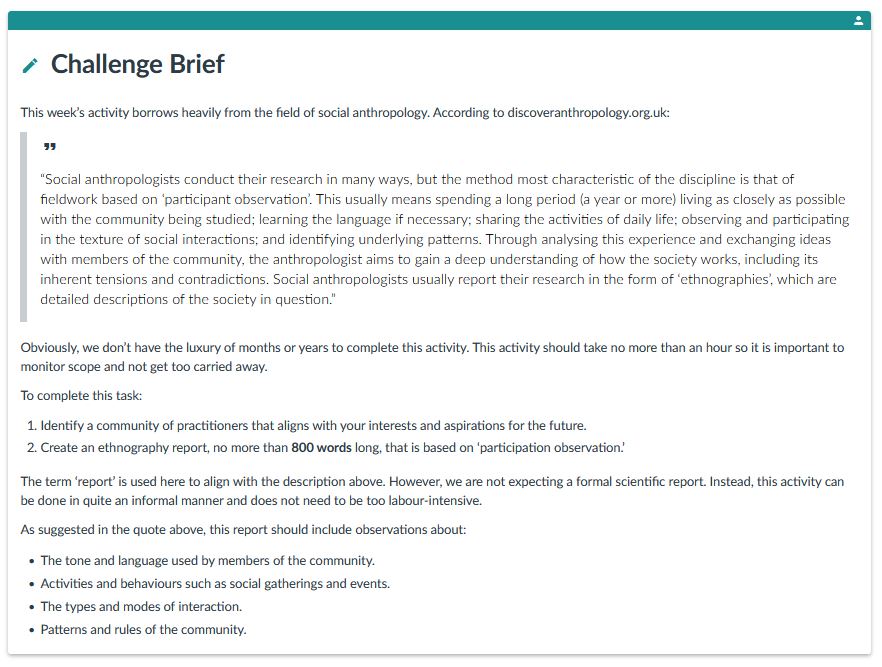 Challenge Brief
This week's activity borrows heavily from the field of social anthropology. According to discoveranthropology.org.uk:
”
“Social anthropologists conduct their research in many ways, but the method most characteristic of the discipline is that of
fieldwork based on ‘participant observation’. This usually means spending a long period (a year or more) living as closely as possible
with the community being studied; learning the language if necessary; sharing the activities of daily life; observing and participating
in the texture of social interactions; and identifying underlying patterns. Through analysing this experience and exchanging ideas
with members of the community, the anthropologist aims to gain a deep understanding of how the society works, including its
inherent tensions and contradictions. Social anthropologists usually report their research in the form of ‘ethnographies’, which are
detailed descriptions of the society in question.”
Obviously, we don't have the luxury of months or years to complete this activity. This activity should take no more than an hour so it is important to
monitor scope and not get too carried away.
To complete this task:
1. Identify a community of practitioners that aligns with your interests and aspirations for the future.
2. Create an ethnography report, no more than 800 words long, that is based on ‘participation observation.’
The term ‘report’ is used here to align with the description above. However, we are not expecting a formal scientific report. Instead, this activity can
be done in quite an informal manner and does not need to be too labour-intensive.
As suggested in the quote above, this report should include observations about:
• The tone and language used by members of the community.
• Activities and behaviours such as social gatherings and events.
• The types and modes of interaction.
• Patterns and rules of the community.